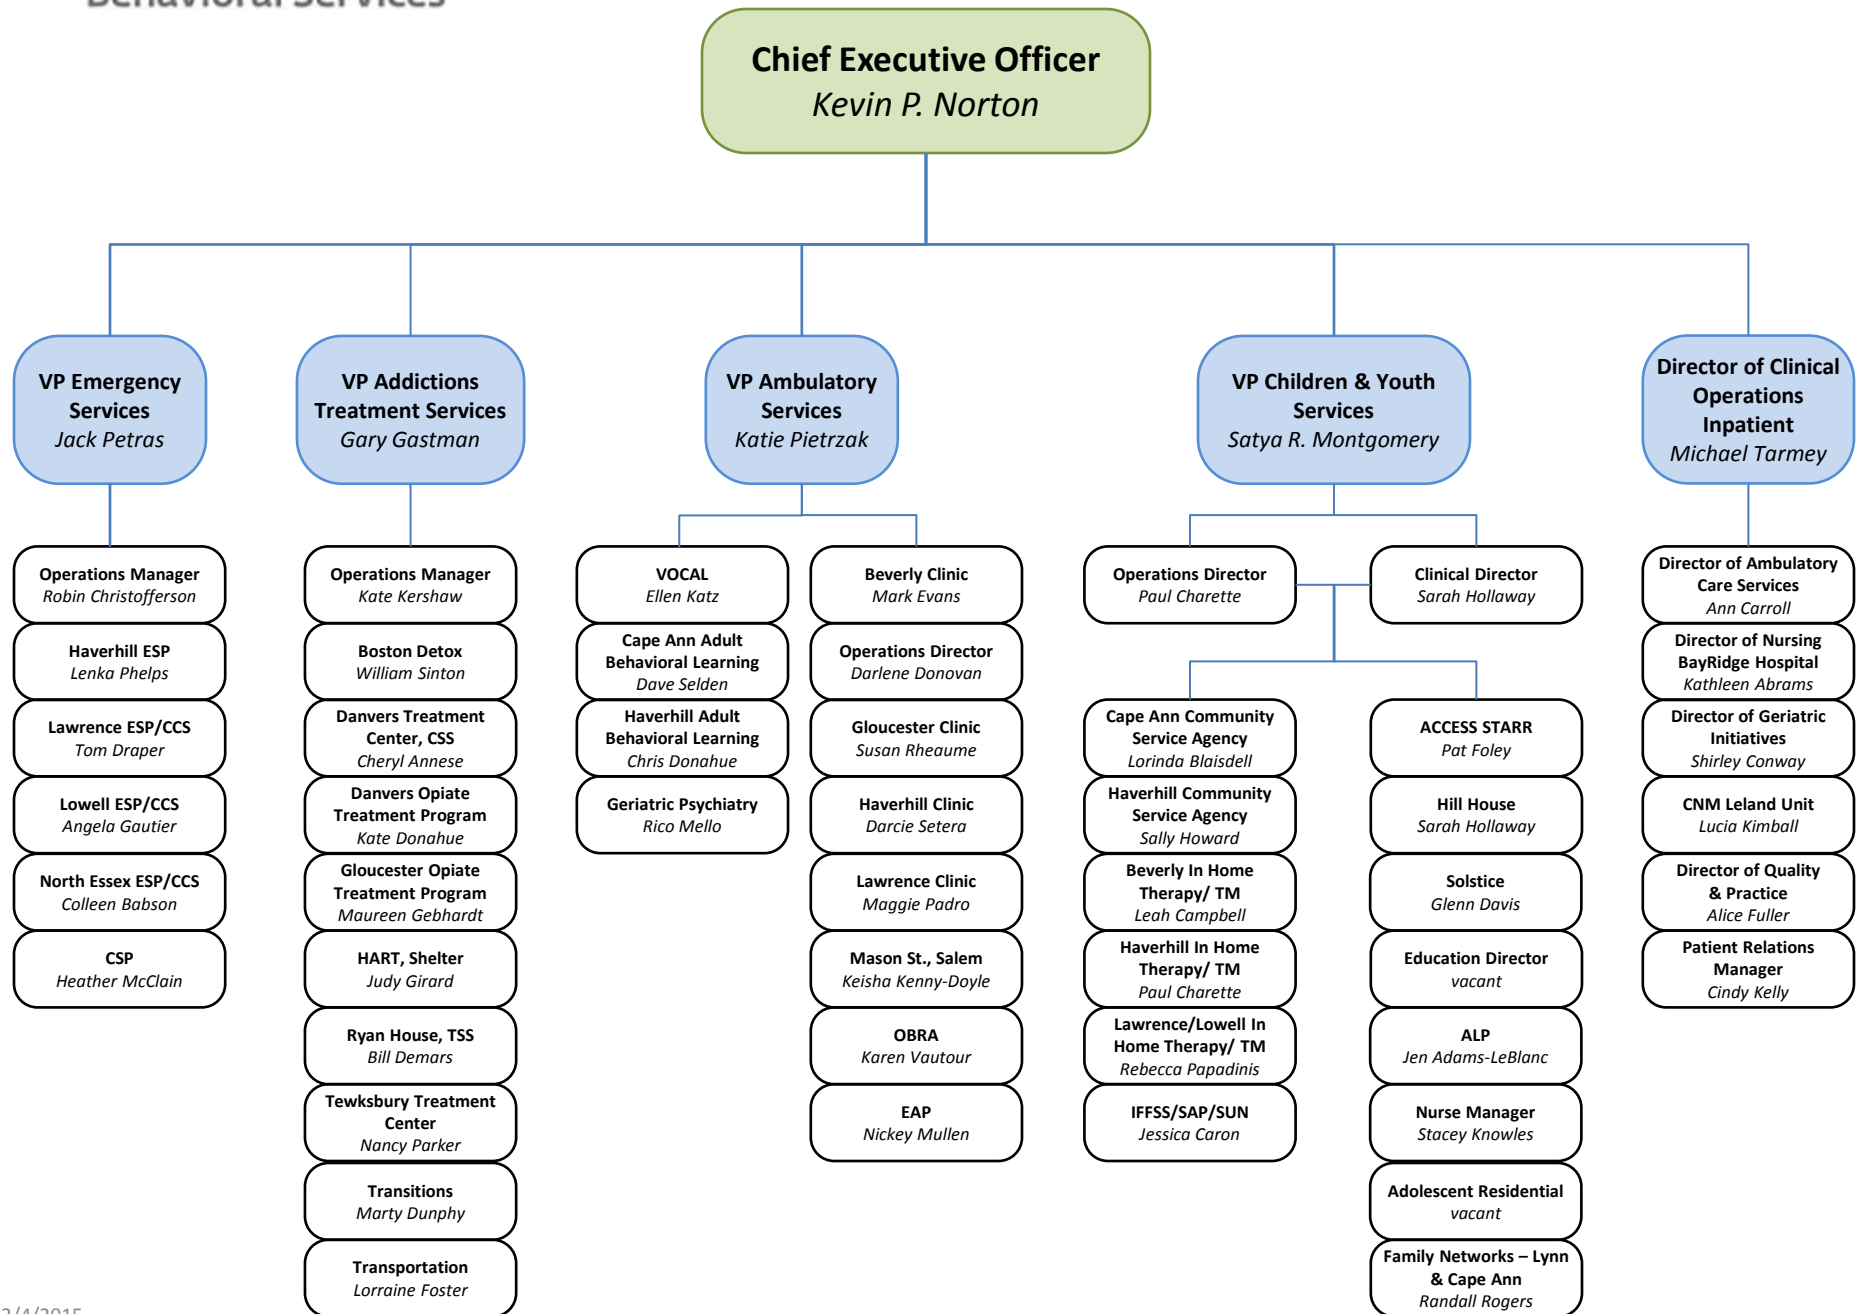 Behavioral Services
Chief Executive Officer
Kevin P. Norton
VP Emergency
Services
Jack Petras
VP Addictions
Treatment Services
Gary Gastman
VP Ambulatory
Services
Katie Pietrzak
VP Children & Youth
Services
Satya R. Montgomery
Director of Clinical
Operations
Inpatient
Michael Tarmey
Operations Manager
Robin Christofferson
Haverhill ESP
Lenka Phelps
Lawrence ESP/CCS
Tom Draper
Lowell ESP/CCS
Angela Gautier
North Essex ESP/CCS
Colleen Babson
CSP
Heather McClain
Operations Manager
Kate Kershaw
Boston Detox
William Sinton
Danvers Treatment
Center, CSS
Cheryl Annese
Danvers Opiate
Treatment Program
Kate Donahue
Gloucester Opiate
Treatment Program
Maureen Gebhardt
HART, Shelter
Judy Girard
Ryan House, TSS
Bill Demars
Tewksbury Treatment
Center
Nancy Parker
Transitions
Marty Dunphy
Transportation
Lorraine Foster
VOCAL
Ellen Katz
Cape Ann Adult
Behavioral Learning
Dave Selden
Haverhill Adult
Behavioral Learning
Chris Donahue
Geriatric Psychiatry
Rico Mello
Beverly Clinic
Mark Evans
Operations Director
Darlene Donovan
Gloucester Clinic
Susan Rheaume
Haverhill Clinic
Darcie Setera
Lawrence Clinic
Maggie Padro
Mason St., Salem
Keisha Kenny-Doyle
OBRA
Karen Vautour
EAP
Nickey Mullen
Operations Director
Paul Charette
Clinical Director
Sarah Hollaway
Cape Ann Community
Service Agency
Lorinda Blaisdell
Haverhill Community
Service Agency
Sally Howard
Beverly In Home
Therapy/ TM
Leah Campbell
Haverhill In Home
Therapy/ TM
Paul Charette
Lawrence/Lowell In
Home Therapy/ TM
Rebecca Papadinis
IFFSS/SAP/SUN
Jessica Caron
ACCESS STARR
Pat Foley
Hill House
Sarah Hollaway
Solstice
Glenn Davis
Education Director
vacant
ALP
Jen Adams-LeBlanc
Nurse Manager
Stacey Knowles
Adolescent Residential
vacant
Family Networks – Lynn
& Cape Ann
Randall Rogers
Director of Ambulatory
Care Services
Ann Carroll
Director of Nursing
BayRidge Hospital
Kathleen Abrams
Director of Geriatric
Initiatives
Shirley Conway
CNM Leland Unit
Lucia Kimball
Director of Quality
& Practice
Alice Fuller
Patient Relations
Manager
Cindy Kelly